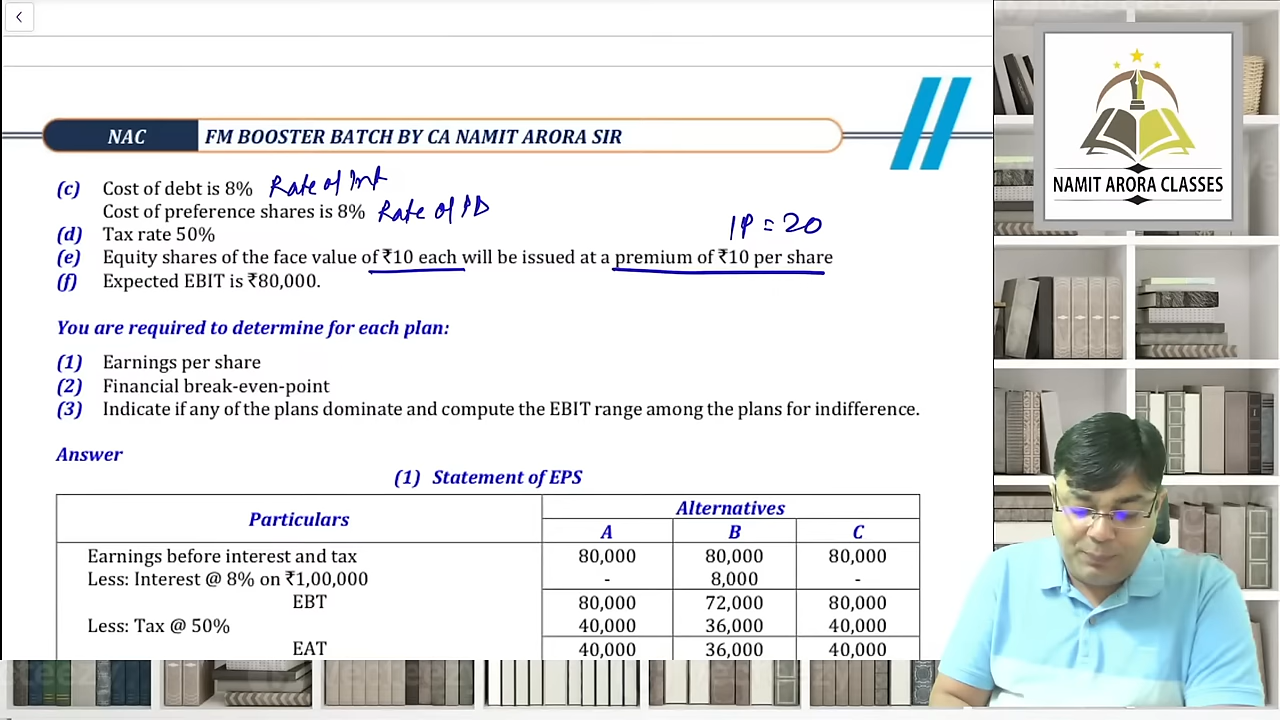 NAC FM BOOSTER BATCH BY CA NAMIT ARORA SIR
(c) Cost of debt is 8% Rate of Int
Cost of preference shares is 8% Rate of PD
(d) Tax rate 50% IP = 20
(e) Equity shares of the face value of ₹10 each will be issued at a premium of ₹10 per share
(f) Expected EBIT is ₹80,000.
You are required to determine for each plan:
(1) Earnings per share
(2) Financial break-even-point
(3) Indicate if any of the plans dominate and compute the EBIT range among the plans for indifference.
Answer
(1) Statement of EPS
Particulars Alternatives
A B C
Earnings before interest and tax 80,000 80,000 80,000
Less: Interest @ 8% on ₹1,00,000 - 8,000 -
EBT 80,000 72,000 80,000
Less: Tax @ 50% 40,000 36,000 40,000
EAT 40,000 36,000 40,000
NAMIT ARORA CLASSES